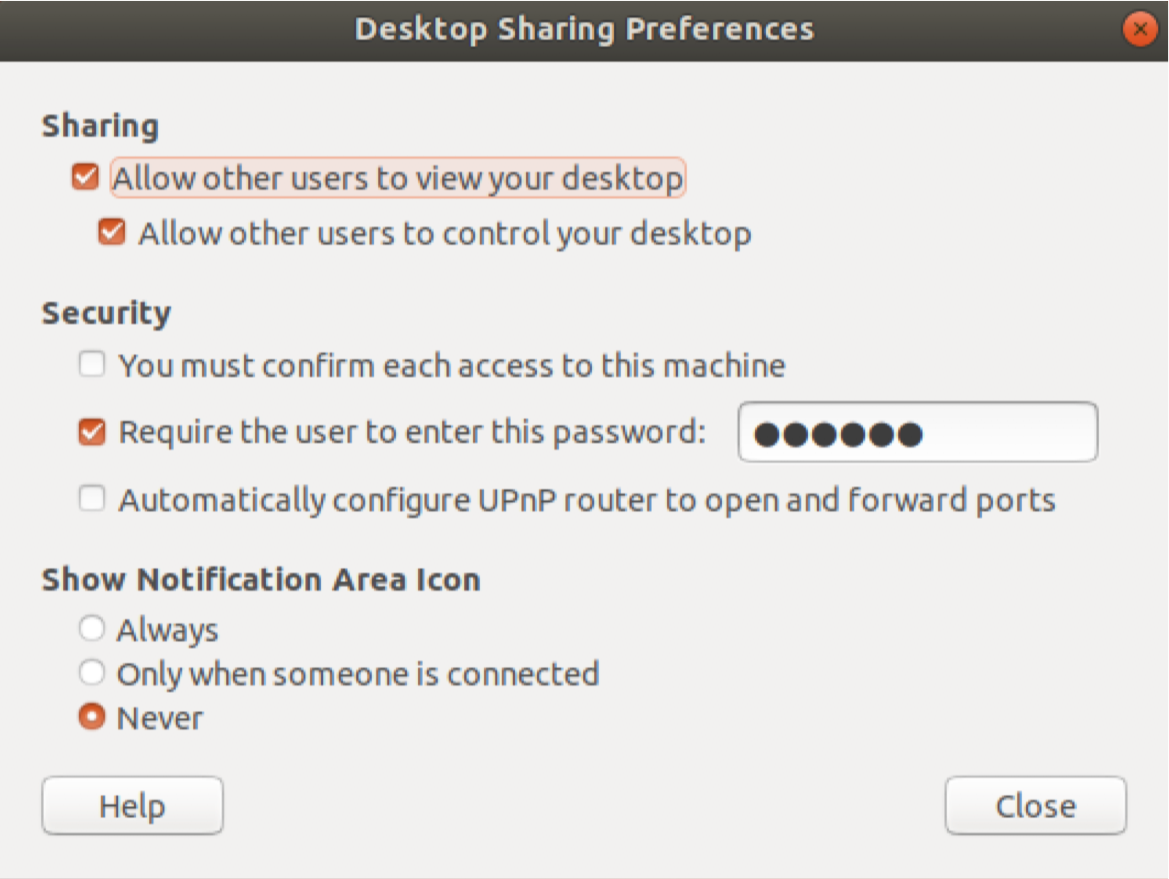 Desktop Sharing Preferences
Sharing
Allow other users to view your desktop
Allow other users to control your desktop
Security
You must confirm each access to this machine
Require the user to enter this password: ●●●●●●
Automatically configure UPnP router to open and forward ports
Show Notification Area Icon
Always
Only when someone is connected
Never
Help
Close